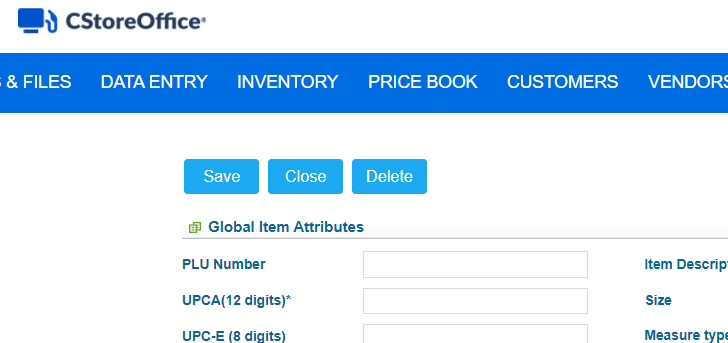 CStoreOffice®
& FILES DATA ENTRY INVENTORY PRICE BOOK CUSTOMERS VENDORS
Save Close Delete
Global Item Attributes
PLU Number Item Descrip
UPCA(12 digits)* Size
UPC-E (8 digits) Measure type